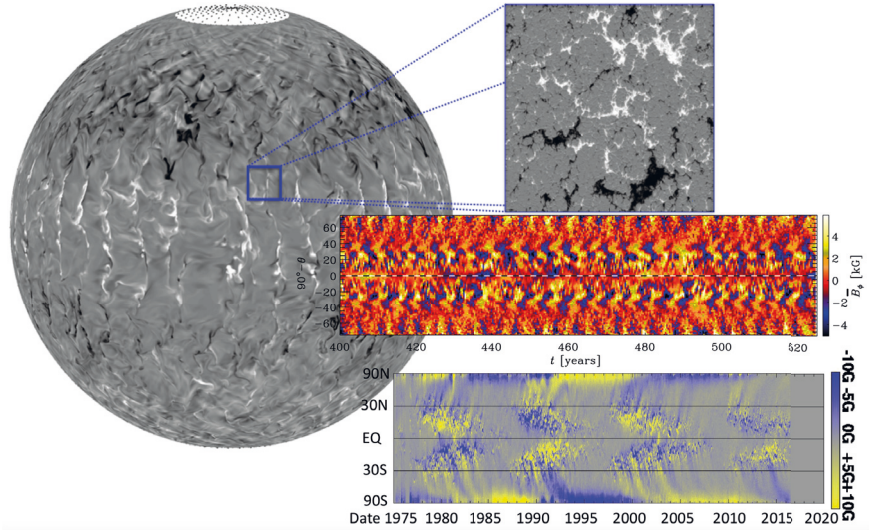 60
40
20
0
−20
−40
−60
90°−θ
400
420
440
460
480
500
520
t [years]
4
2
0
−2
−4
B̅ϕ [kG]
90N
30N
EQ
30S
90S
Date 1975 1980 1985 1990 1995 2000 2005 2010 2015 2020
-10G
-5G
0G
+5G
+10G